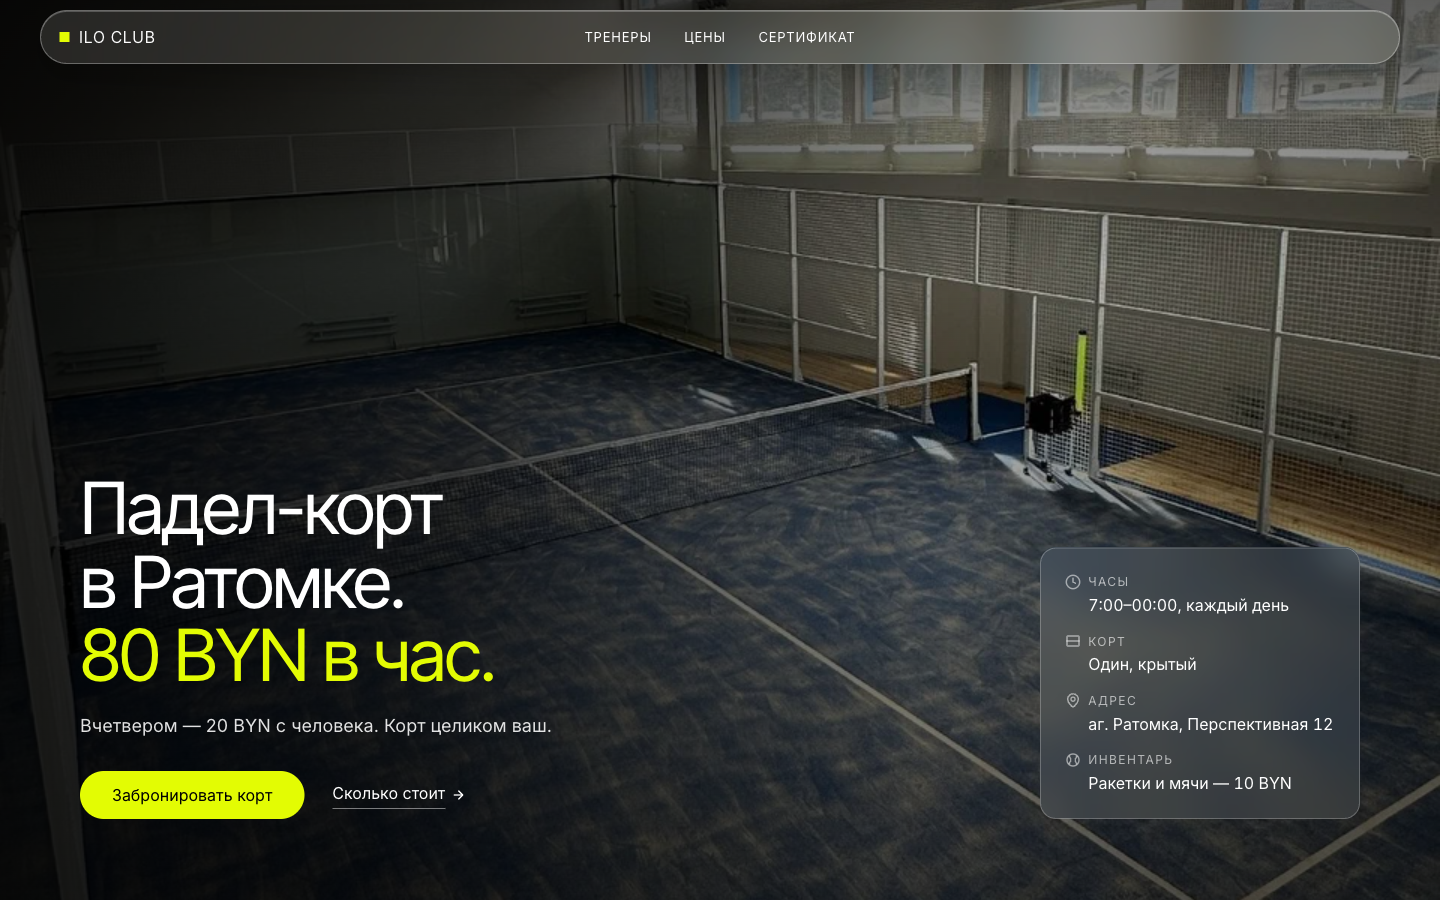 ILO CLUB
ТРЕНЕРЫ
ЦЕНЫ
СЕРТИФИКАТ
Падел-корт
в Ратомке.
80 BYN в час.
Вчетвером — 20 BYN с человека. Корт целиком ваш.
Забронировать корт
Сколько стоит →
ЧАСЫ
7:00–00:00, каждый день
КОРТ
Один, крытый
АДРЕС
аг. Ратомка, Перспективная 12
ИНВЕНТАРЬ
Ракетки и мячи — 10 BYN